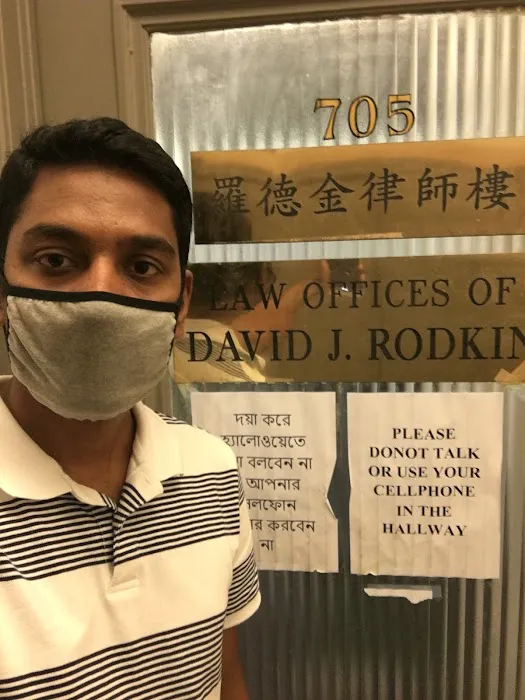 705
羅德金律師樓
LAW OFFICES OF
DAVID J. RODKIN
দয়া করে
হ্যালোওয়েতে
বলবেন না
আপনার
করবেন
না
PLEASE
DONOT TALK
OR USE YOUR
CELLPHONE
IN THE
HALLWAY